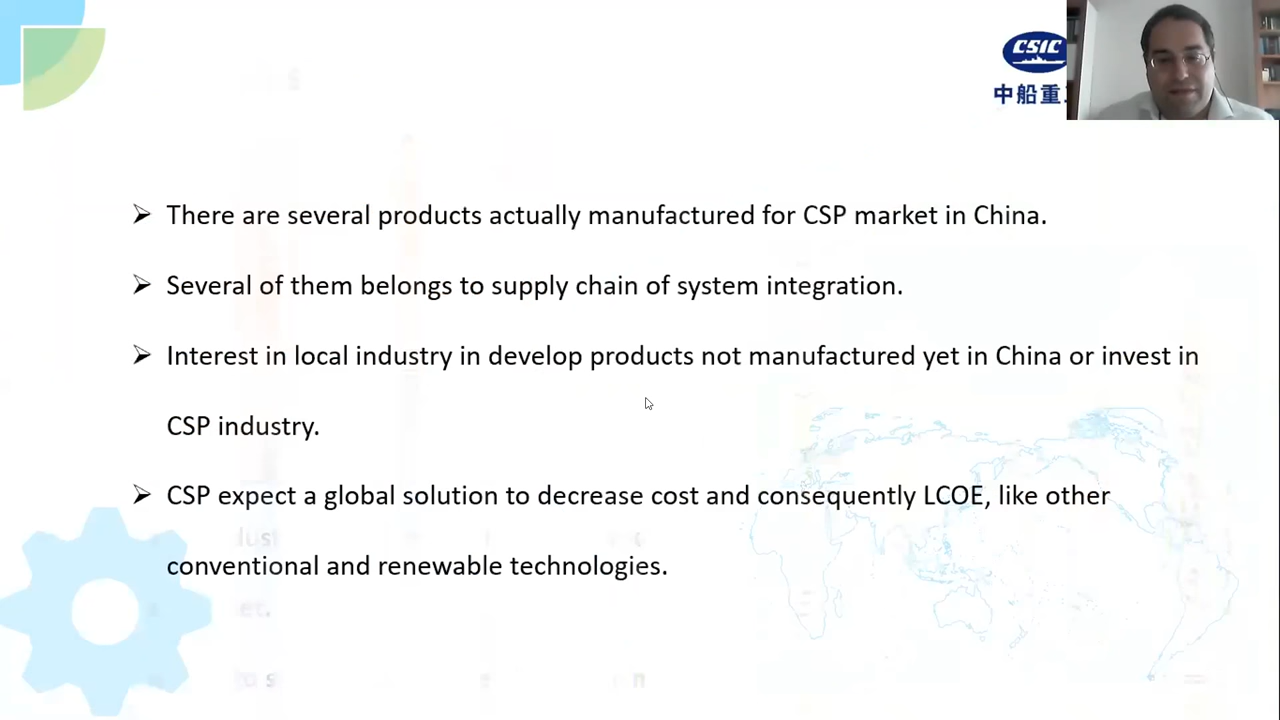 CSIC
中船重
There are several products actually manufactured for CSP market in China.
Several of them belongs to supply chain of system integration.
Interest in local industry in develop products not manufactured yet in China or invest in
CSP industry.
CSP expect a global solution to decrease cost and consequently LCOE, like other
conventional and renewable technologies.